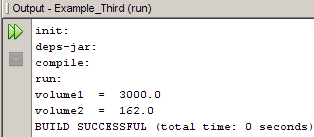 Output - Example_Third (run)
init:
deps-jar:
compile:
run:
volume1  =  3000.0
volume2  =  162.0
BUILD SUCCESSFUL (total time: 0 seconds)